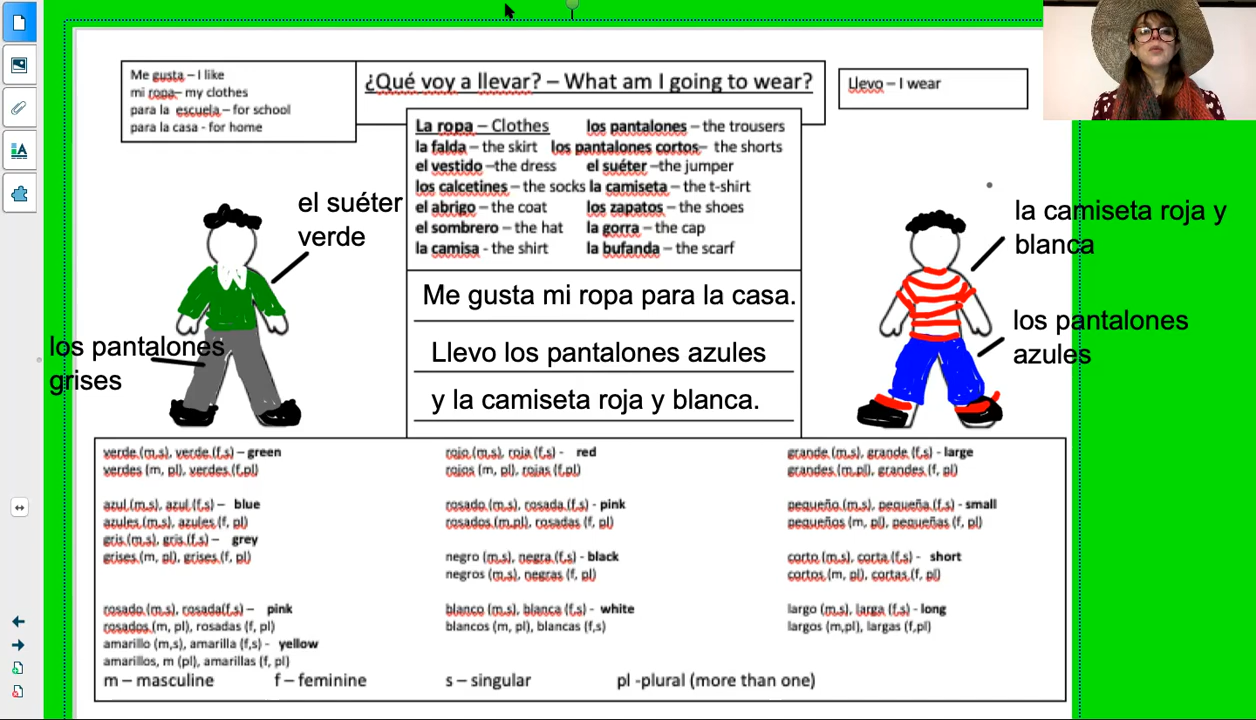 Me gusta – I like
mi ropa– my clothes
para la escuela – for school
para la casa - for home
¿Qué voy a llevar? – What am I going to wear?
Llevo – I wear
La ropa – Clothes los pantalones – the trousers
la falda – the skirt los pantalones cortos– the shorts
el vestido –the dress el suéter –the jumper
los calcetines – the socks la camiseta – the t-shirt
el abrigo – the coat los zapatos – the shoes
el sombrero – the hat la gorra – the cap
la camisa - the shirt la bufanda – the scarf
el suéter
verde
los pantalones
grises
Me gusta mi ropa para la casa.
Llevo los pantalones azules
y la camiseta roja y blanca.
la camiseta roja y
blanca
los pantalones
azules
verde (m,s), verde (f,s) – green
verdes (m, pl), verdes (f,pl)
azul (m,s), azul (f,s) – blue
azules (m,s), azules (f, pl)
gris (m,s), gris (f,s) – grey
grises (m, pl), grises (f, pl)
rosado (m,s), rosada(f,s) – pink
rosados (m, pl), rosadas (f, pl)
amarillo (m,s), amarilla (f,s) - yellow
amarillos, m (pl), amarillas (f, pl)
rojo (m,s), roja (f,s) - red
rojos (m, pl), rojas (f,pl)
rosado (m,s), rosada (f,s) - pink
rosados (m,pl), rosadas (f, pl)
negro (m,s), negra (f,s) - black
negros (m,s), negras (f, pl)
blanco (m,s), blanca (f,s) - white
blancos (m, pl), blancas (f,s)
grande (m,s), grande (f,s) - large
grandes (m,pl), grandes (f, pl)
pequeño (m,s), pequeña (f,s) - small
pequeños (m, pl), pequeñas (f, pl)
corto (m,s), corta (f,s) - short
cortos (m, pl), cortas (f, pl)
largo (m,s), larga (f,s) - long
largos (m,pl), largas (f,pl)
m – masculine f – feminine s – singular pl -plural (more than one)